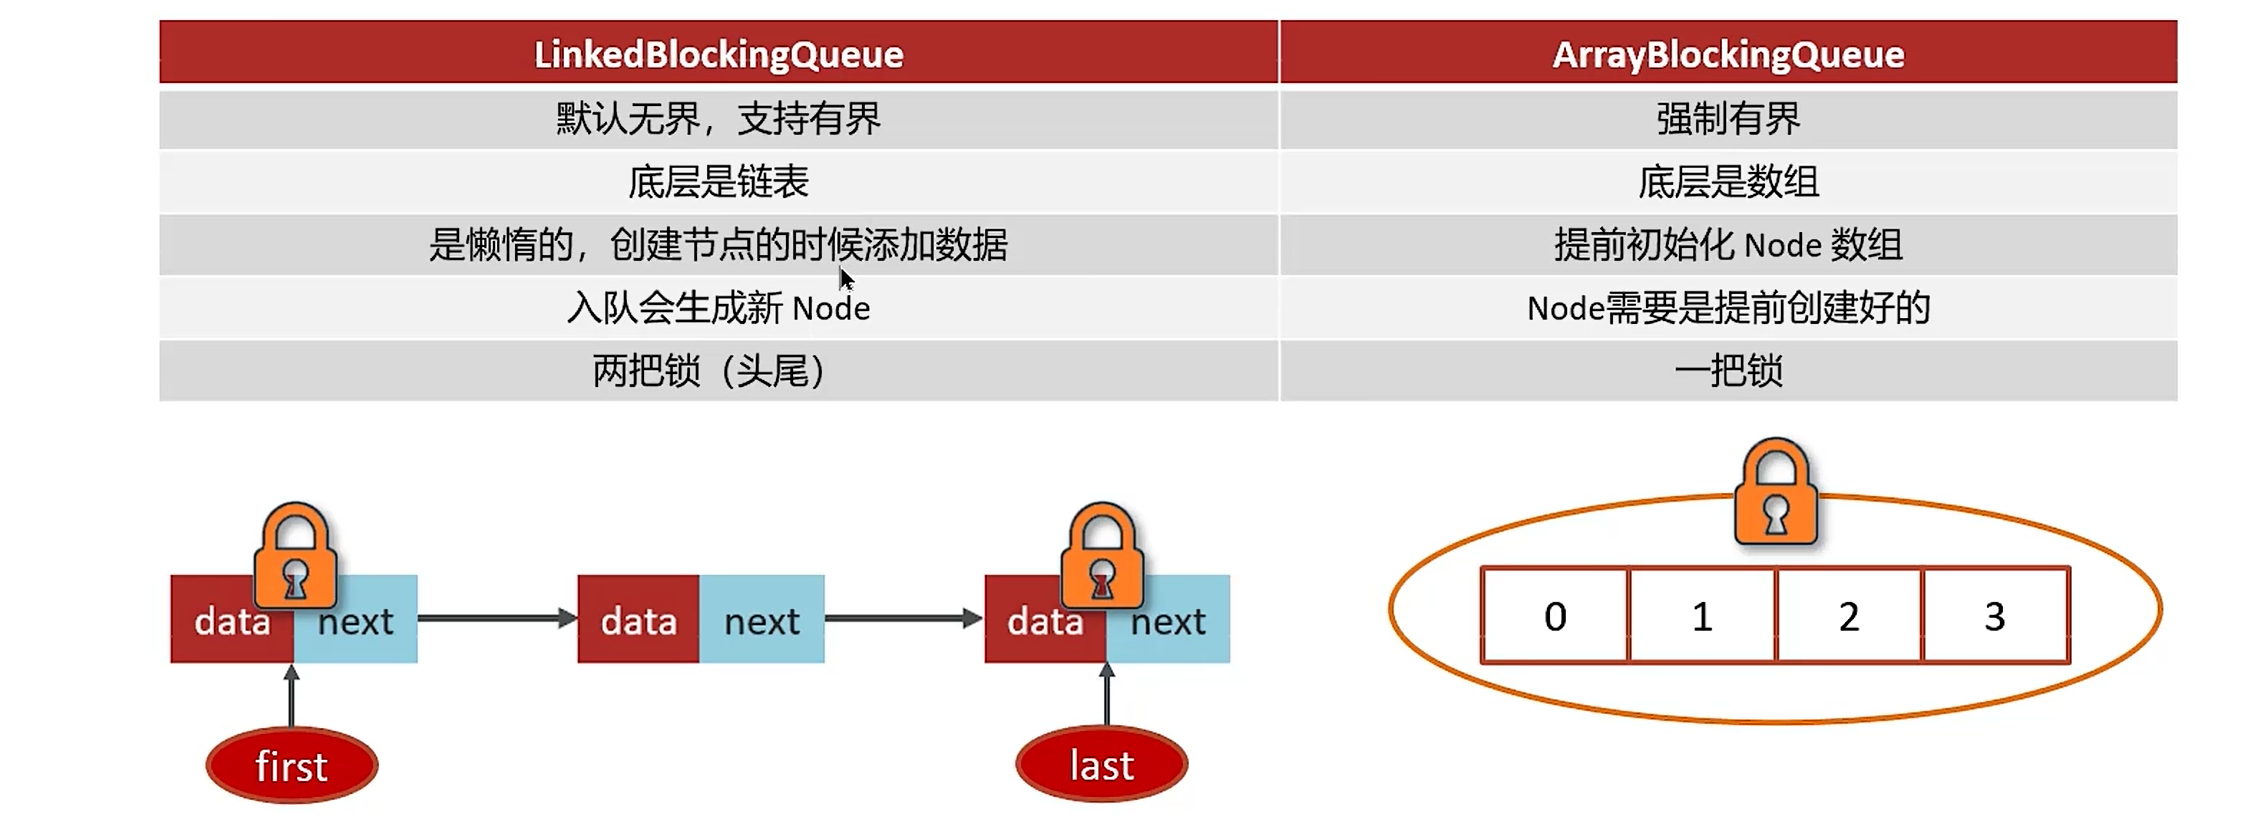 LinkedBlockingQueue ArrayBlockingQueue
默认无界，支持有界 强制有界
底层是链表 底层是数组
是懒惰的，创建节点的时候添加数据 提前初始化 Node 数组
入队会生成新 Node Node需要是提前创建好的
两把锁（头尾） 一把锁
data next data next data next 0 1 2 3
first last